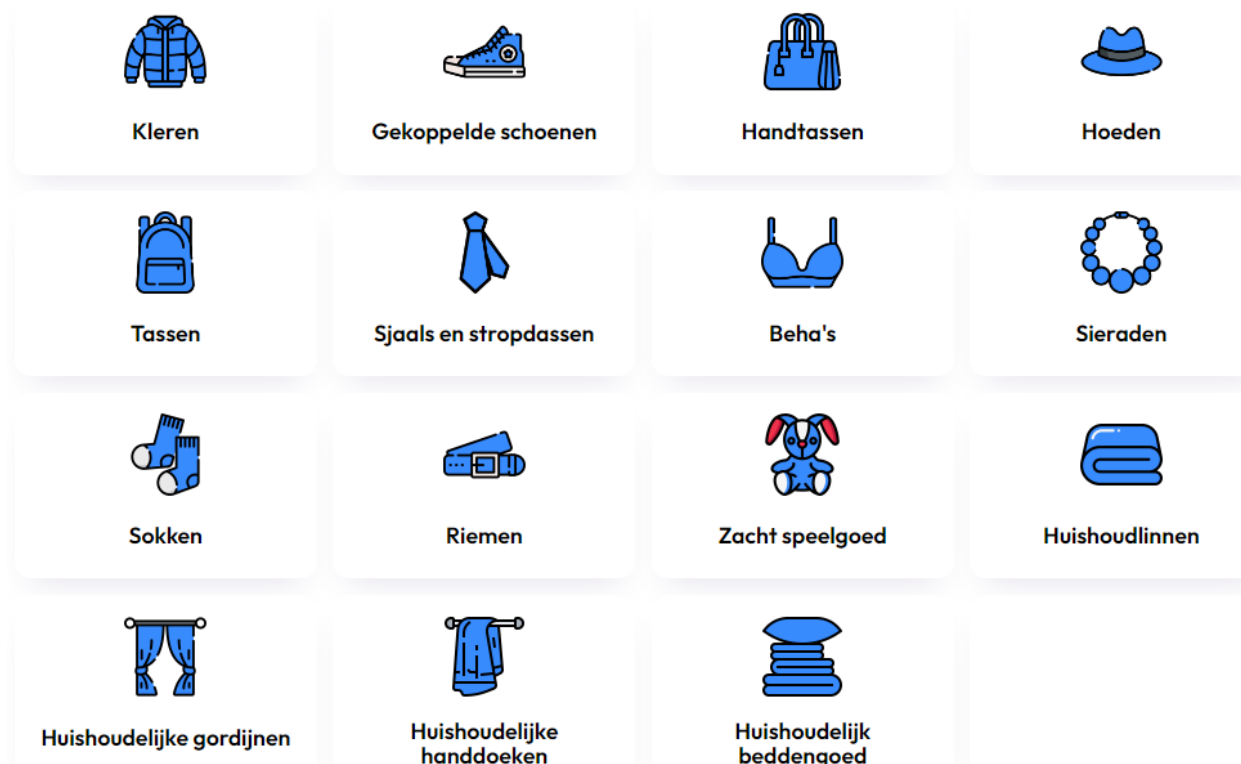 Kleren
Gekoppelde schoenen
Handtassen
Hoeden
Tassen
Sjaals en stropdassen
Beha's
Sieraden
Sokken
Riemen
Zacht speelgoed
Huishoudlinnen
Huishoudelijke gordijnen
Huishoudelijke
handdoeken
Huishoudelijk
beddengoed